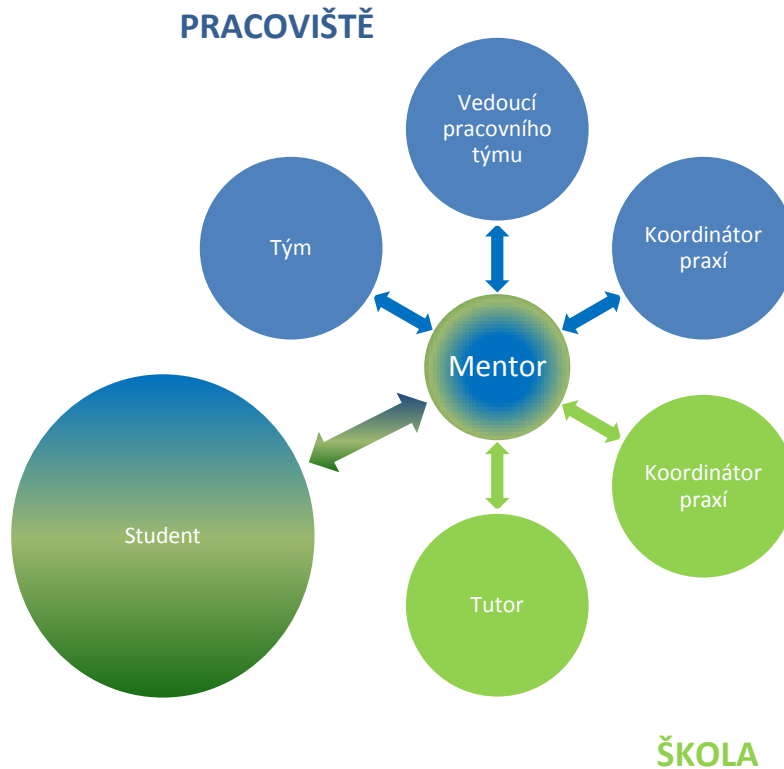 PRACOVIŠTĚ
Vedoucí
pracovního
týmu
Tým
Koordinátor
praxí
Mentor
Koordinátor
praxí
Student
Tutor
ŠKOLA